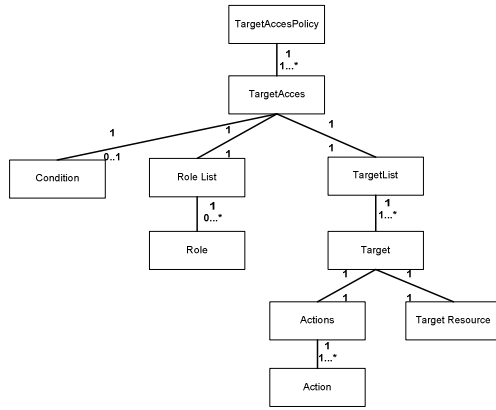 TargetAccesPolicy
1
1...*
TargetAcces
1
1
1
0..1
1
1
Condition
Role List
TargetList
1
0...*
1
1...*
Role
Target
1
1
1
1
Actions
Target Resource
1
1...*
Action